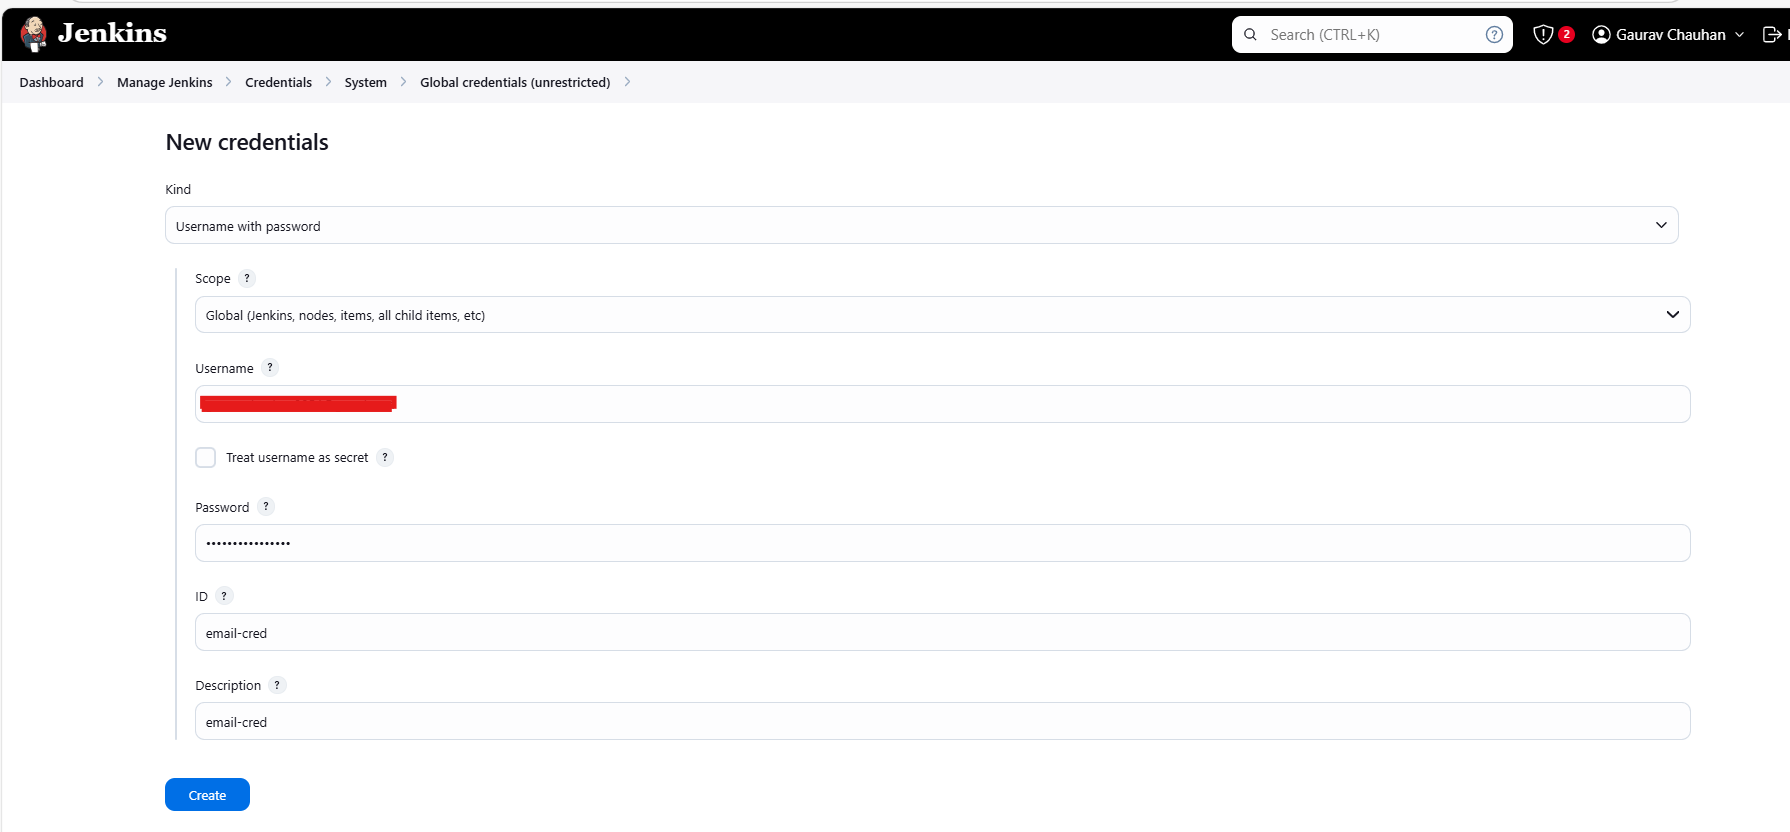 Jenkins
Search (CTRL+K) ?
2
Gaurav Chauhan
Dashboard > Manage Jenkins > Credentials > System > Global credentials (unrestricted) >
New credentials
Kind
Username with password
Scope ?
Global (Jenkins, nodes, items, all child items, etc)
Username ?
Treat username as secret ?
Password ?
••••••••••••••••
ID ?
email-cred
Description ?
email-cred
Create